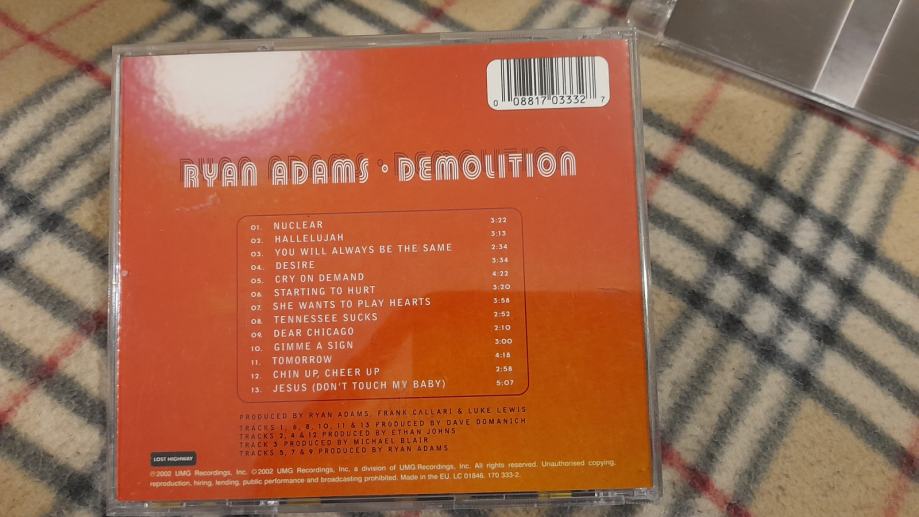 0 08817 03332 7
RYAN ADAMS • DEMOLITION
01. NUCLEAR 3:22
02. HALLELUJAH 3:13
03. YOU WILL ALWAYS BE THE SAME 2:34
04. DESIRE 3:34
05. CRY ON DEMAND 4:22
06. STARTING TO HURT 3:20
07. SHE WANTS TO PLAY HEARTS 3:58
08. TENNESSEE SUCKS 2:52
09. DEAR CHICAGO 2:10
10. GIMME A SIGN 3:00
11. TOMORROW 4:18
12. CHIN UP, CHEER UP 2:58
13. JESUS (DON'T TOUCH MY BABY) 5:07
PRODUCED BY RYAN ADAMS, FRANK CALLARI & LUKE LEWIS
TRACKS 1, 6, 8, 10, 11 & 13 PRODUCED BY DAVE DOMANICH
TRACKS 2, 4 & 12 PRODUCED BY ETHAN JOHNS
TRACK 3 PRODUCED BY MICHAEL BLAIR
TRACKS 5, 7 & 9 PRODUCED BY RYAN ADAMS
LOST HIGHWAY
℗2002 UMG Recordings, Inc. ©2002 UMG Recordings, Inc, a division of UMG Recordings, Inc. All rights reserved. Unauthorised copying,
reproduction, hiring, lending, public performance and broadcasting prohibited. Made in the EU. LC 01846. 170 333-2.